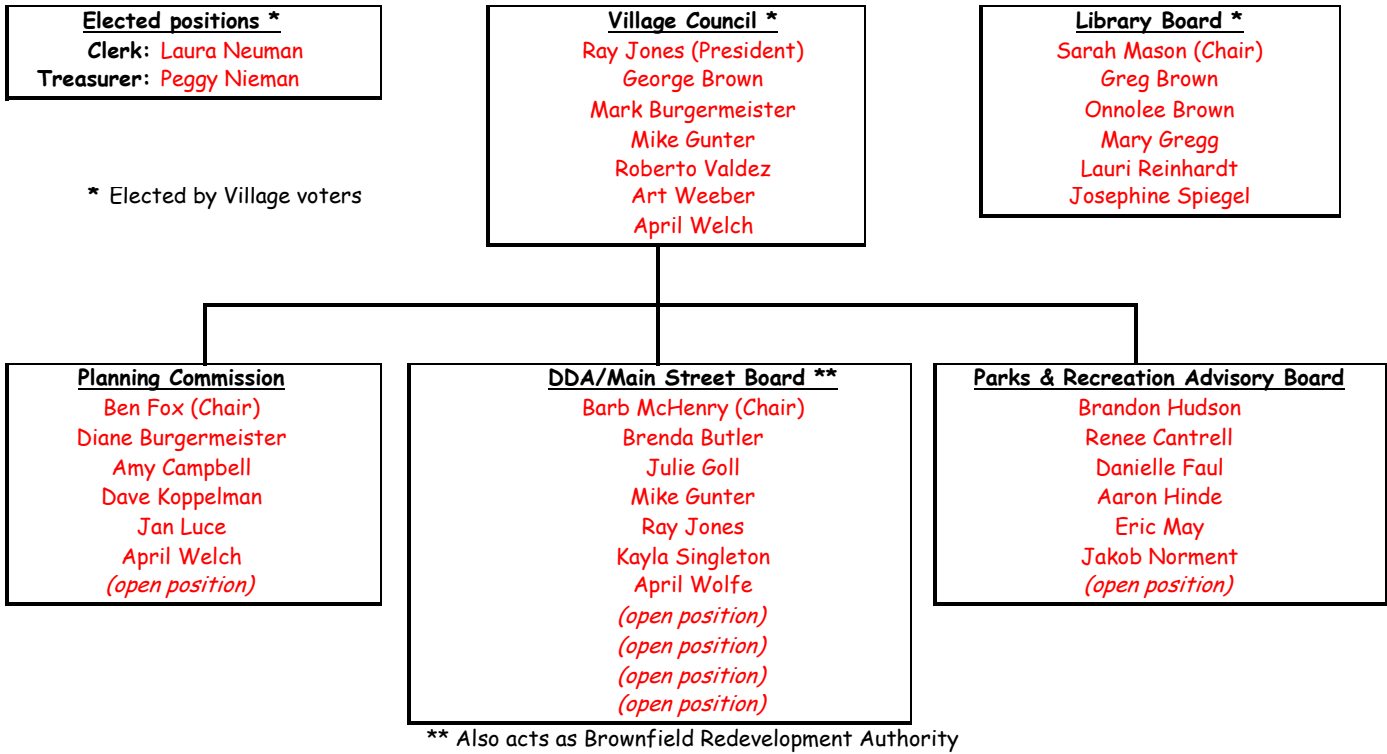 Elected positions *
Clerk: Laura Neuman
Treasurer: Peggy Nieman
* Elected by Village voters
Village Council *
Ray Jones (President)
George Brown
Mark Burgermeister
Mike Gunter
Roberto Valdez
Art Weeber
April Welch
Library Board *
Sarah Mason (Chair)
Greg Brown
Onnolee Brown
Mary Gregg
Lauri Reinhardt
Josephine Spiegel
Planning Commission
Ben Fox (Chair)
Diane Burgermeister
Amy Campbell
Dave Koppelman
Jan Luce
April Welch
(open position)
DDA/Main Street Board **
Barb McHenry (Chair)
Brenda Butler
Julie Goll
Mike Gunter
Ray Jones
Kayla Singleton
April Wolfe
(open position)
(open position)
(open position)
(open position)
Parks & Recreation Advisory Board
Brandon Hudson
Renee Cantrell
Danielle Faul
Aaron Hinde
Eric May
Jakob Norment
(open position)
** Also acts as Brownfield Redevelopment Authority